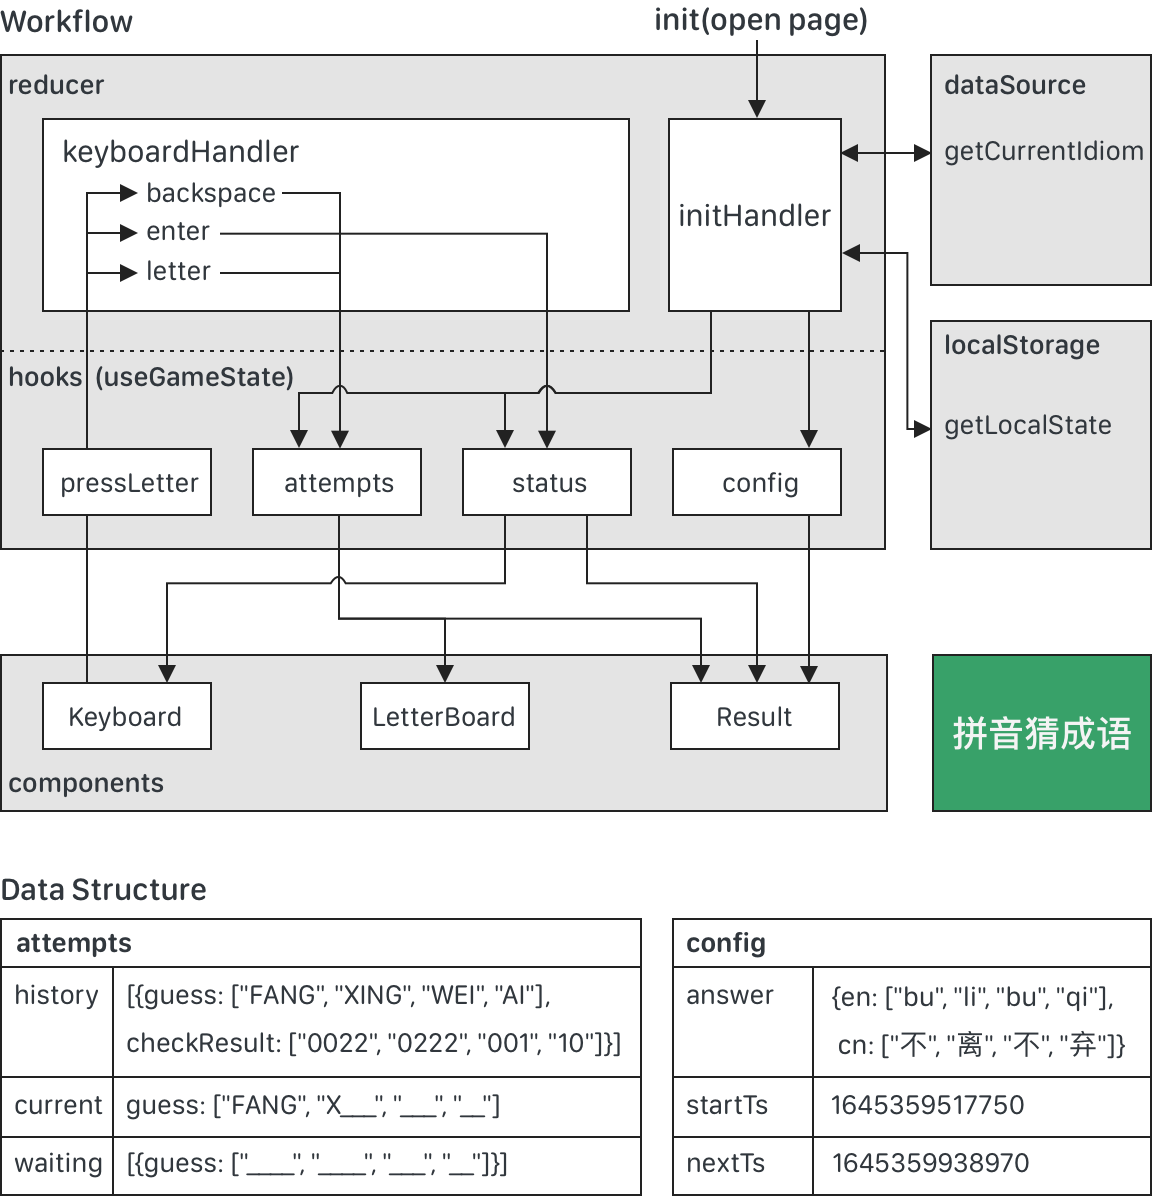 Workflow
init(open page)
reducer
keyboardHandler
backspace
enter
letter
initHandler
dataSource
getCurrentIdiom
localStorage
getLocalState
hooks (useGameState)
pressLetter
attempts
status
config
Keyboard
LetterBoard
Result
components
拼音猜成语
Data Structure
attempts
history
[{guess: ["FANG", "XING", "WEI", "AI"],
checkResult: ["0022", "0222", "001", "10"]}]
current
guess: ["FANG", "X___", "___", "__"]
waiting
[{guess: ["____", "____", "___", "__"]}]
config
answer
{en: ["bu", "li", "bu", "qi"],
cn: ["不", "离", "不", "弃"]}
startTs
1645359517750
nextTs
1645359938970